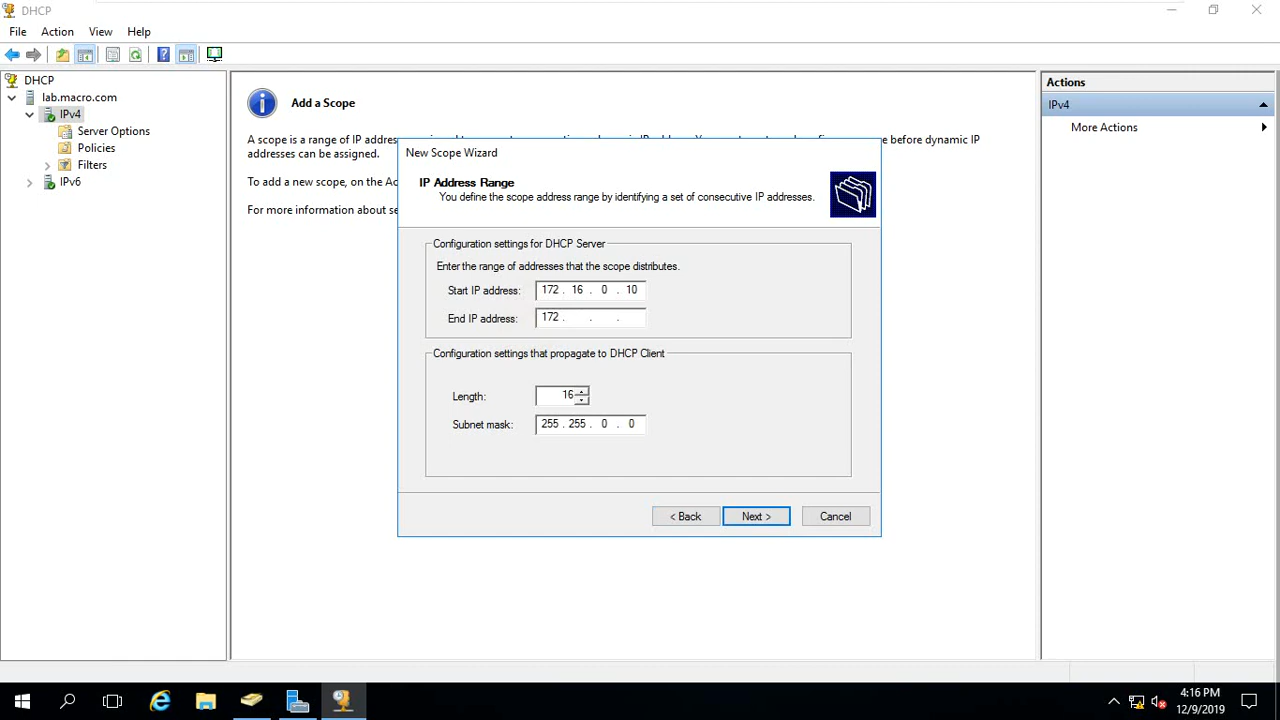 DHCP
File Action View Help
DHCP
lab.macro.com
IPv4
Server Options
Policies
Filters
IPv6
Add a Scope
A scope is a range of IP addres
before dynamic IP
addresses can be assigned.
To add a new scope, on the Ac
For more information about se
New Scope Wizard
IP Address Range
You define the scope address range by identifying a set of consecutive IP addresses.
Configuration settings for DHCP Server
Enter the range of addresses that the scope distributes.
Start IP address: 172 . 16 . 0 . 10
End IP address: 172 . . .
Configuration settings that propagate to DHCP Client
Length: 16
Subnet mask: 255 . 255 . 0 . 0
< Back Next > Cancel
Actions
IPv4
More Actions
4:16 PM
12/9/2019